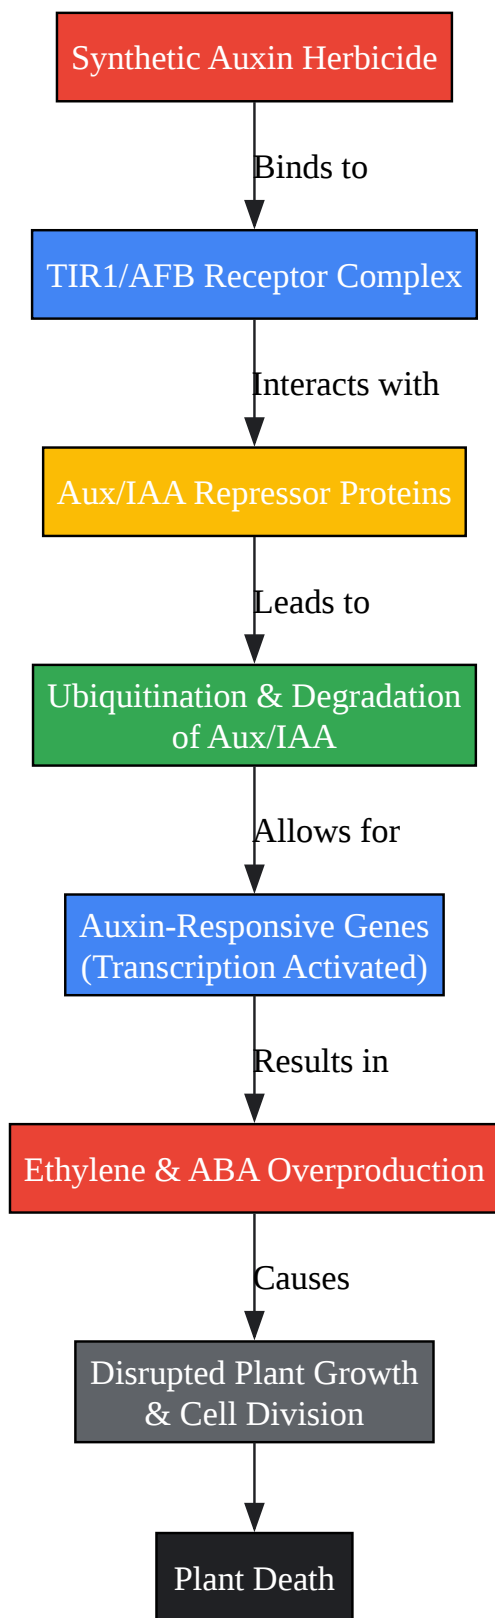 Synthetic Auxin Herbicide
Binds to
TIR1/AFB Receptor Complex
Interacts with
Aux/IAA Repressor Proteins
Leads to
Ubiquitination & Degradation
of Aux/IAA
Allows for
Auxin-Responsive Genes
(Transcription Activated)
Results in
Ethylene & ABA Overproduction
Causes
Disrupted Plant Growth
& Cell Division
Plant Death